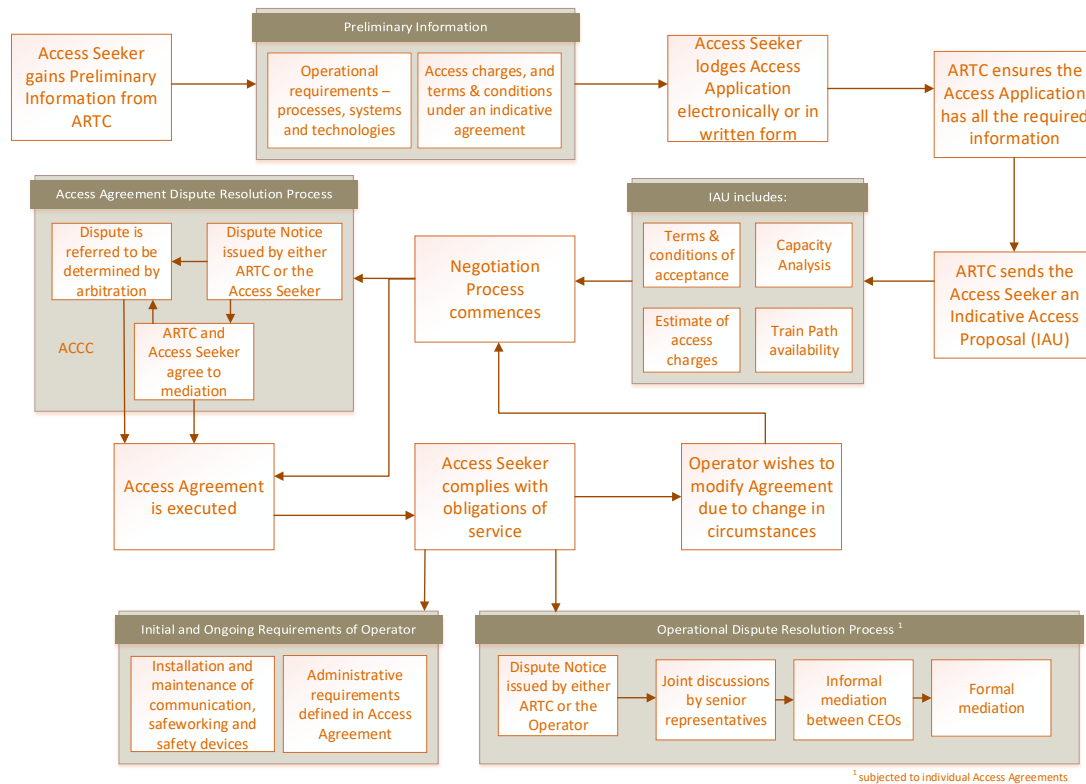 Access Seeker
gains Preliminary
Information from
ARTC
Preliminary Information
Operational
requirements –
processes, systems
and technologies
Access charges, and
terms & conditions
under an indicative
agreement
Access Seeker
lodges Access
Application
electronically or in
written form
ARTC ensures the
Access Application
has all the required
information
Access Agreement Dispute Resolution Process
Dispute is
referred to be
determined by
arbitration
Dispute Notice
issued by either
ARTC or the
Access Seeker
ACCC
ARTC and
Access Seeker
agree to
mediation
Negotiation
Process
commences
IAU includes:
Terms &
conditions of
acceptance
Capacity
Analysis
Estimate of
access
charges
Train Path
availability
ARTC sends the
Access Seeker an
Indicative Access
Proposal (IAU)
Access Agreement
is executed
Access Seeker
complies with
obligations of
service
Operator wishes to
modify Agreement
due to change in
circumstances
Initial and Ongoing Requirements of Operator
Installation and
maintenance of
communication,
safeworking and
safety devices
Administrative
requirements
defined in Access
Agreement
Operational Dispute Resolution Process 1
Dispute Notice
issued by either
ARTC or the
Operator
Joint discussions
by senior
representatives
Informal
mediation
between CEOs
Formal
mediation
1 subjected to individual Access Agreements